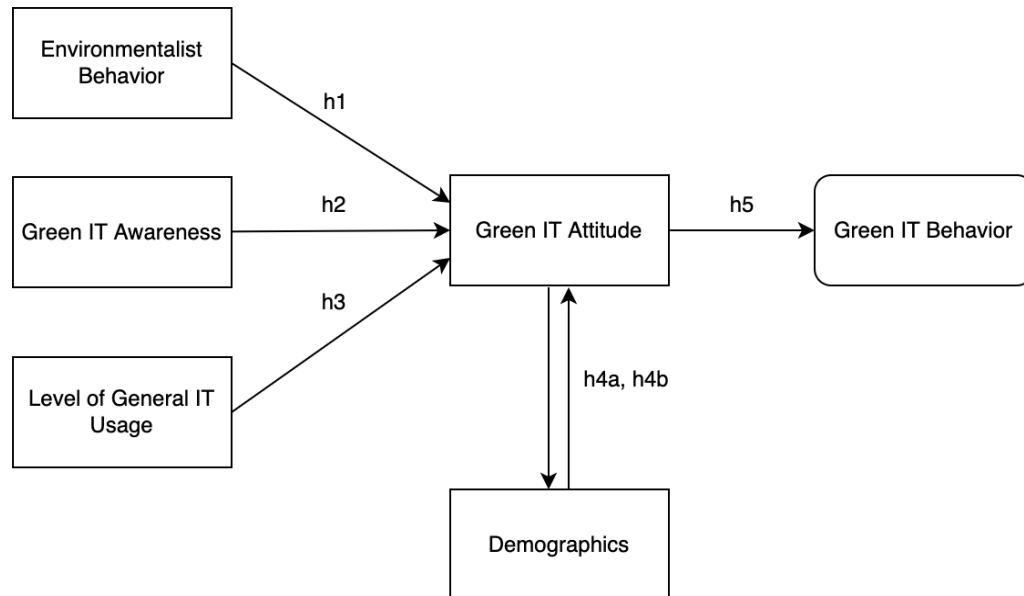 Environmentalist
Behavior
h1
Green IT Awareness
h2
Level of General IT
Usage
h3
Green IT Attitude
h5
Green IT Behavior
h4a, h4b
Demographics